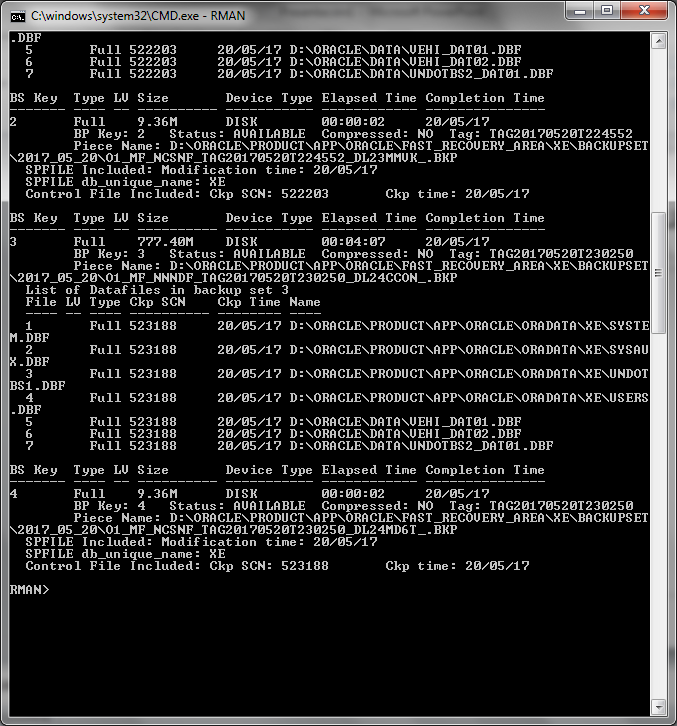 C:\windows\system32\CMD.exe - RMAN
.DBF
  5       Full 522203     20/05/17 D:\ORACLE\DATA\VEHI_DAT01.DBF
  6       Full 522203     20/05/17 D:\ORACLE\DATA\VEHI_DAT02.DBF
  7       Full 522203     20/05/17 D:\ORACLE\DATA\UNDOTBS2_DAT01.DBF
BS Key  Type LV Size       Device Type Elapsed Time Completion Time
------- ---- -- ---------- ----------- ------------ ---------------
2       Full    9.36M      DISK        00:00:02     20/05/17
        BP Key: 2   Status: AVAILABLE  Compressed: NO  Tag: TAG20170520T224552
        Piece Name: D:\ORACLE\PRODUCT\APP\ORACLE\FAST_RECOVERY_AREA\XE\BACKUPSET
\2017_05_20\O1_MF_NCSNF_TAG20170520T224552_DL23MMVK_.BKP
  SPFILE Included: Modification time: 20/05/17
  SPFILE db_unique_name: XE
  Control File Included: Ckp SCN: 522203       Ckp time: 20/05/17
BS Key  Type LV Size       Device Type Elapsed Time Completion Time
------- ---- -- ---------- ----------- ------------ ---------------
3       Full    777.40M    DISK        00:04:07     20/05/17
        BP Key: 3   Status: AVAILABLE  Compressed: NO  Tag: TAG20170520T230250
        Piece Name: D:\ORACLE\PRODUCT\APP\ORACLE\FAST_RECOVERY_AREA\XE\BACKUPSET
\2017_05_20\O1_MF_NNNDF_TAG20170520T230250_DL24CCON_.BKP
  List of Datafiles in backup set 3
  File LV Type Ckp SCN    Ckp Time Name
  ---- -- ---- ---------- -------- ----
  1       Full 523188     20/05/17 D:\ORACLE\PRODUCT\APP\ORACLE\ORADATA\XE\SYSTE
M.DBF
  2       Full 523188     20/05/17 D:\ORACLE\PRODUCT\APP\ORACLE\ORADATA\XE\SYSAU
X.DBF
  3       Full 523188     20/05/17 D:\ORACLE\PRODUCT\APP\ORACLE\ORADATA\XE\UNDOT
BS1.DBF
  4       Full 523188     20/05/17 D:\ORACLE\PRODUCT\APP\ORACLE\ORADATA\XE\USERS
.DBF
  5       Full 523188     20/05/17 D:\ORACLE\DATA\VEHI_DAT01.DBF
  6       Full 523188     20/05/17 D:\ORACLE\DATA\VEHI_DAT02.DBF
  7       Full 523188     20/05/17 D:\ORACLE\DATA\UNDOTBS2_DAT01.DBF
BS Key  Type LV Size       Device Type Elapsed Time Completion Time
------- ---- -- ---------- ----------- ------------ ---------------
4       Full    9.36M      DISK        00:00:02     20/05/17
        BP Key: 4   Status: AVAILABLE  Compressed: NO  Tag: TAG20170520T230250
        Piece Name: D:\ORACLE\PRODUCT\APP\ORACLE\FAST_RECOVERY_AREA\XE\BACKUPSET
\2017_05_20\O1_MF_NCSNF_TAG20170520T230250_DL24MD6T_.BKP
  SPFILE Included: Modification time: 20/05/17
  SPFILE db_unique_name: XE
  Control File Included: Ckp SCN: 523188       Ckp time: 20/05/17
RMAN>